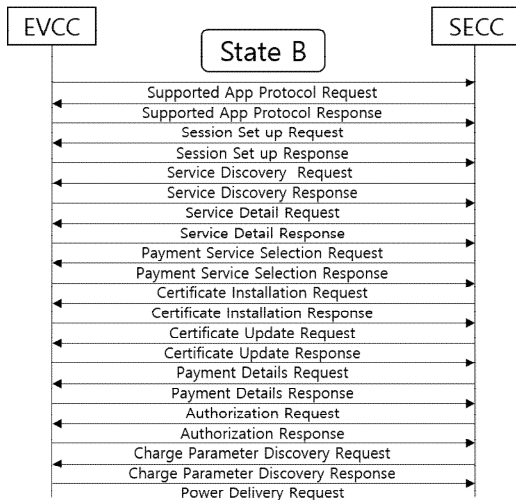 EVCC
SECC
State B
Supported App Protocol Request
Supported App Protocol Response
Session Set up Request
Session Set up Response
Service Discovery Request
Service Discovery Response
Service Detail Request
Service Detail Response
Payment Service Selection Request
Payment Service Selection Response
Certificate Installation Request
Certificate Installation Response
Certificate Update Request
Certificate Update Response
Payment Details Request
Payment Details Response
Authorization Request
Authorization Response
Charge Parameter Discovery Request
Charge Parameter Discovery Response
Power Delivery Request